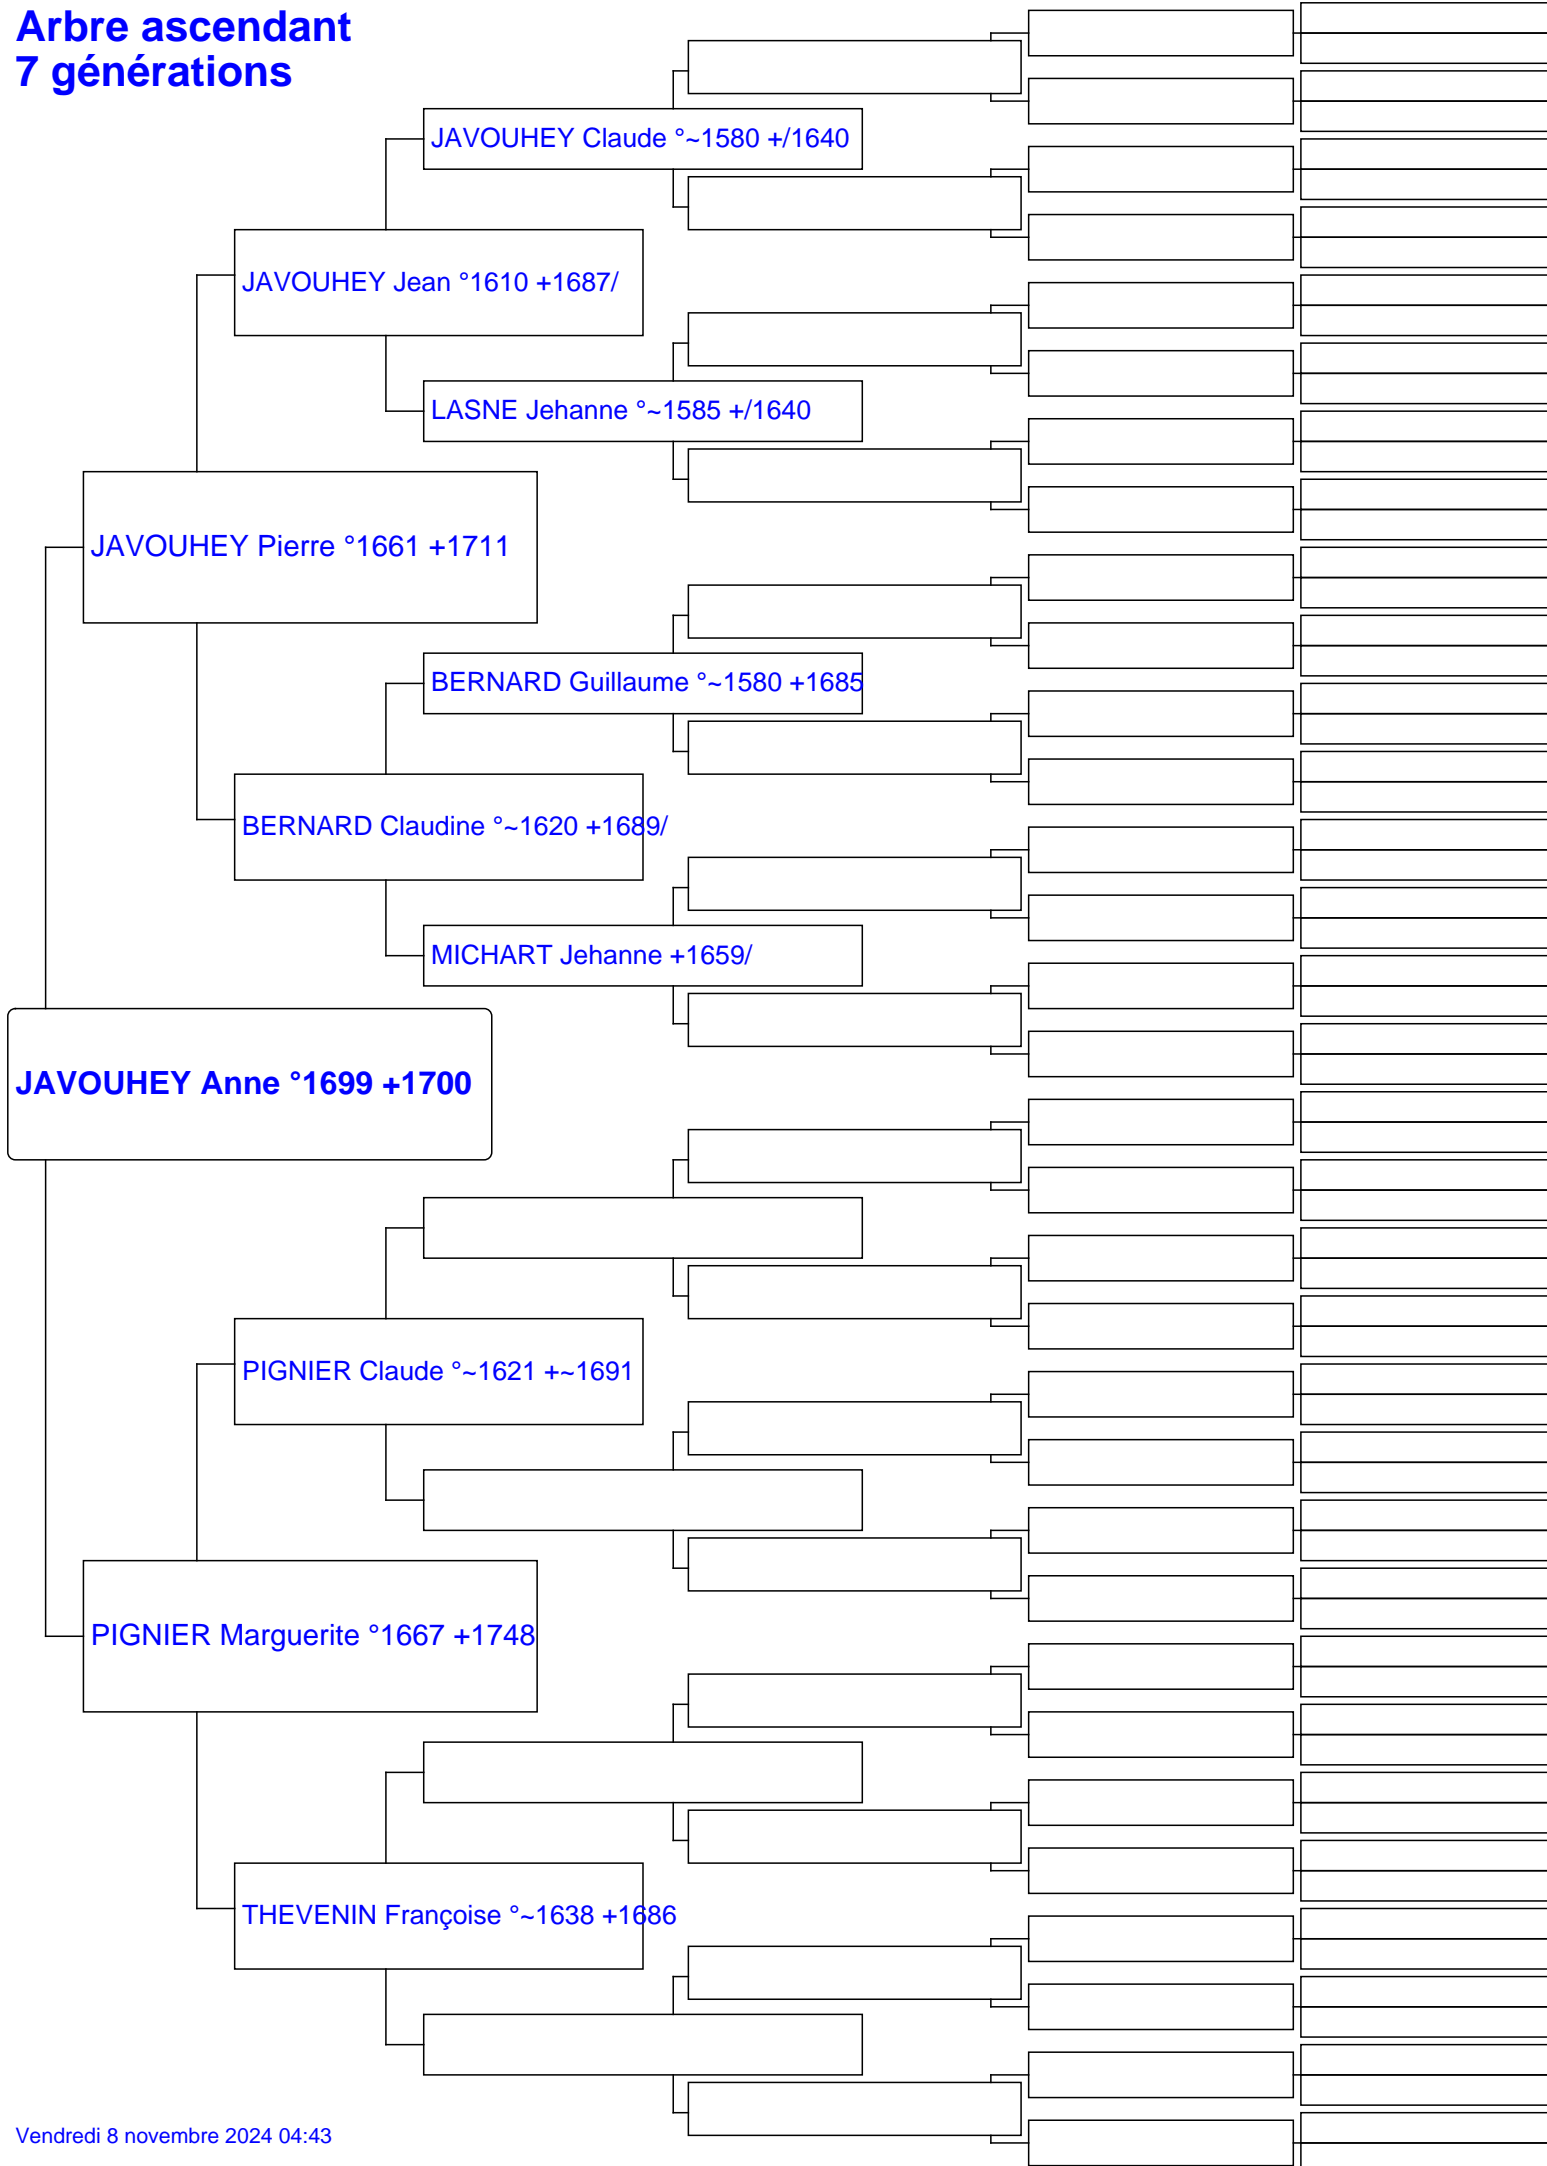 Arbre ascendant
7 générations
JAVOUHEY Claude °~1580 +/1640
JAVOUHEY Jean °1610 +1687/
LASNE Jehanne °~1585 +/1640
JAVOUHEY Pierre °1661 +1711
BERNARD Guillaume °~1580 +1685
BERNARD Claudine °~1620 +1689/
MICHART Jehanne +1659/
JAVOUHEY Anne °1699 +1700
PIGNIER Claude °~1621 +~1691
PIGNIER Marguerite °1667 +1748
THEVENIN Françoise °~1638 +1686
Vendredi 8 novembre 2024 04:43